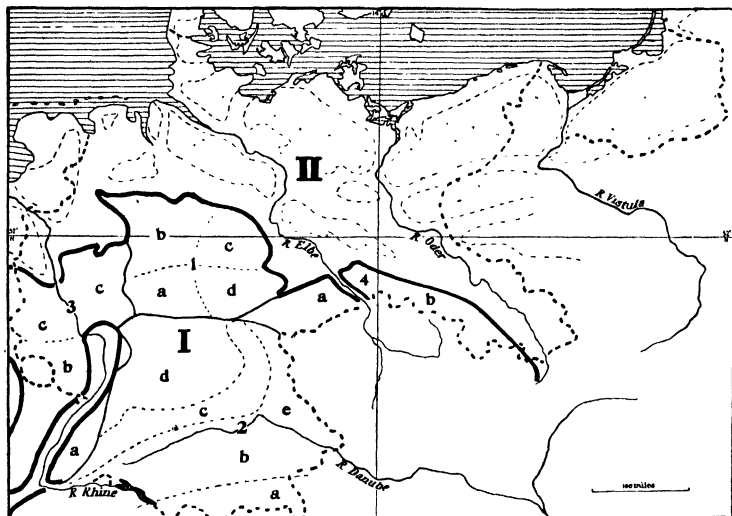 II
R. Vistula
b
c
R. Elbe
R. Oder
1
4
c
a
d
a
b
3
c
I
b
d
c
e
2
a
b
R. Danube
R. Rhine
a
100 miles